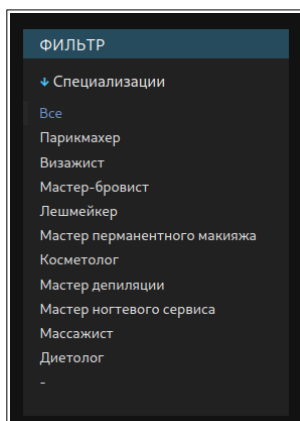 ФИЛЬТР
↓ Специализации
Все
Парикмахер
Визажист
Мастер-бровист
Лешмейкер
Мастер перманентного макияжа
Косметолог
Мастер депиляции
Мастер ногтевого сервиса
Массажист
Диетолог
-